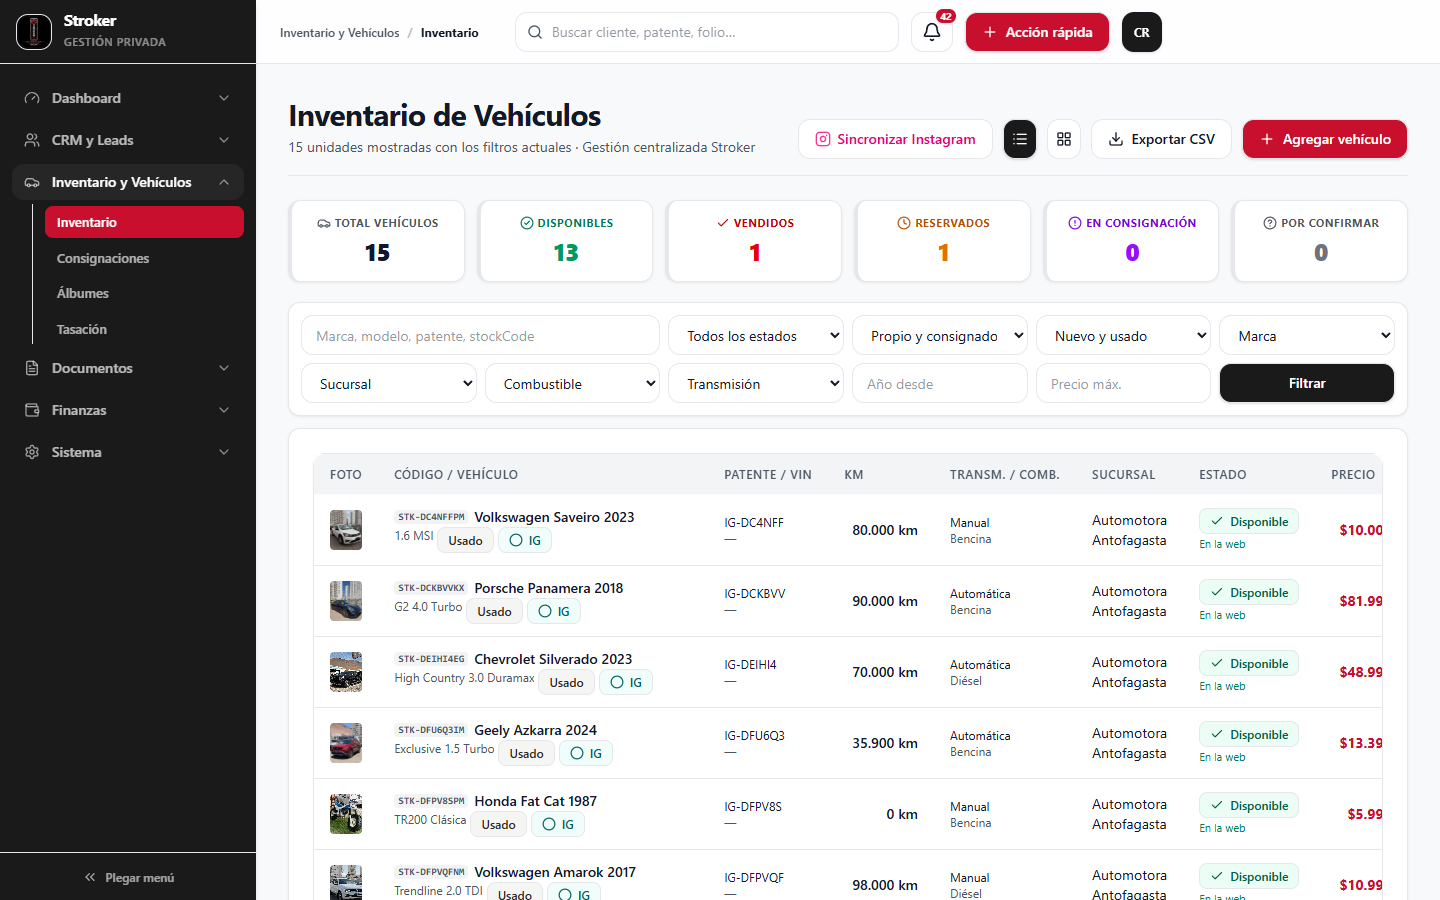 Stroker
GESTIÓN PRIVADA
Dashboard
CRM y Leads
Inventario y Vehículos
Inventario
Consignaciones
Álbumes
Tasación
Documentos
Finanzas
Sistema
Plegar menú
Inventario y Vehículos / Inventario
Buscar cliente, patente, folio...
42
Acción rápida
CR
Inventario de Vehículos
15 unidades mostradas con los filtros actuales · Gestión centralizada Stroker
Sincronizar Instagram
Exportar CSV
Agregar vehículo
TOTAL VEHÍCULOS
15
DISPONIBLES
13
VENDIDOS
1
RESERVADOS
1
EN CONSIGNACIÓN
0
POR CONFIRMAR
0
Marca, modelo, patente, stockCode
Todos los estados
Propio y consignado
Nuevo y usado
Marca
Sucursal
Combustible
Transmisión
Año desde
Precio máx.
Filtrar
FOTO CÓDIGO / VEHÍCULO PATENTE / VIN KM TRANSM. / COMB. SUCURSAL ESTADO PRECIO
STK-DC4NFFPM Volkswagen Saveiro 2023
1.6 MSI Usado IG
IG-DC4NFF
—
80.000 km
Manual
Bencina
Automotora
Antofagasta
Disponible
En la web
$10.00
STK-DCKBVVKX Porsche Panamera 2018
G2 4.0 Turbo Usado IG
IG-DCKBVV
—
90.000 km
Automática
Bencina
Automotora
Antofagasta
Disponible
En la web
$81.99
STK-DEIHI4EG Chevrolet Silverado 2023
High Country 3.0 Duramax Usado IG
IG-DEIHI4
—
70.000 km
Automática
Diésel
Automotora
Antofagasta
Disponible
En la web
$48.99
STK-DFU6Q3IM Geely Azkarra 2024
Exclusive 1.5 Turbo Usado IG
IG-DFU6Q3
—
35.900 km
Automática
Bencina
Automotora
Antofagasta
Disponible
En la web
$13.39
STK-DFPV8SPM Honda Fat Cat 1987
TR200 Clásica Usado IG
IG-DFPV8S
—
0 km
Manual
Bencina
Automotora
Antofagasta
Disponible
En la web
$5.99
STK-DFPVQFNM Volkswagen Amarok 2017
Trendline 2.0 TDI Usado IG
IG-DFPVQF
—
98.000 km
Manual
Diésel
Automotora
Antofagasta
Disponible
En la web
$10.99